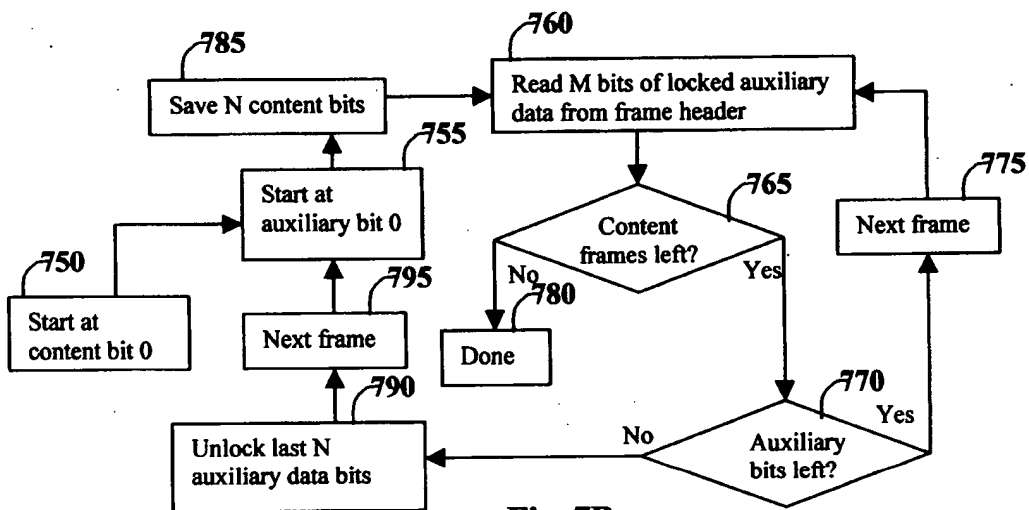 785
Save N content bits
760
Read M bits of locked auxiliary
data from frame header
755
Start at
auxiliary bit 0
765
Content
frames left?
No
Yes
775
Next frame
750
Start at
content bit 0
795
Next frame
780
Done
790
Unlock last N
auxiliary data bits
770
Auxiliary
bits left?
No
Yes